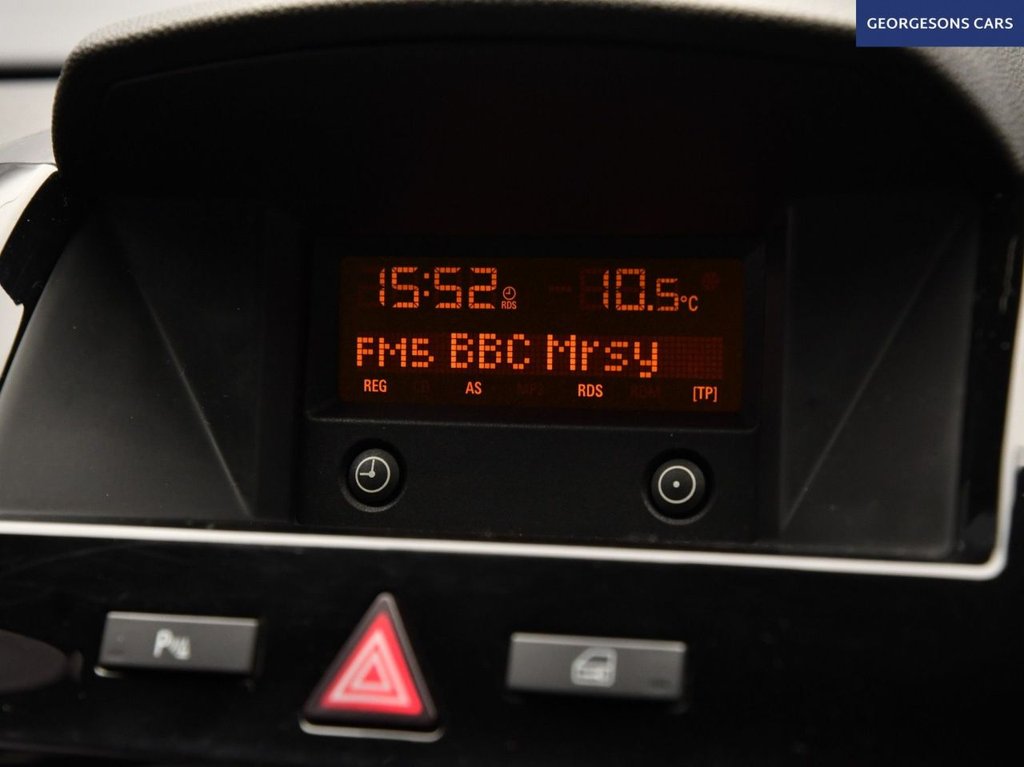 GEORGESONS CARS
15:52 RDS 10.5°C
FM5 BBC Mrsy
REG AS RDS [TP]
P